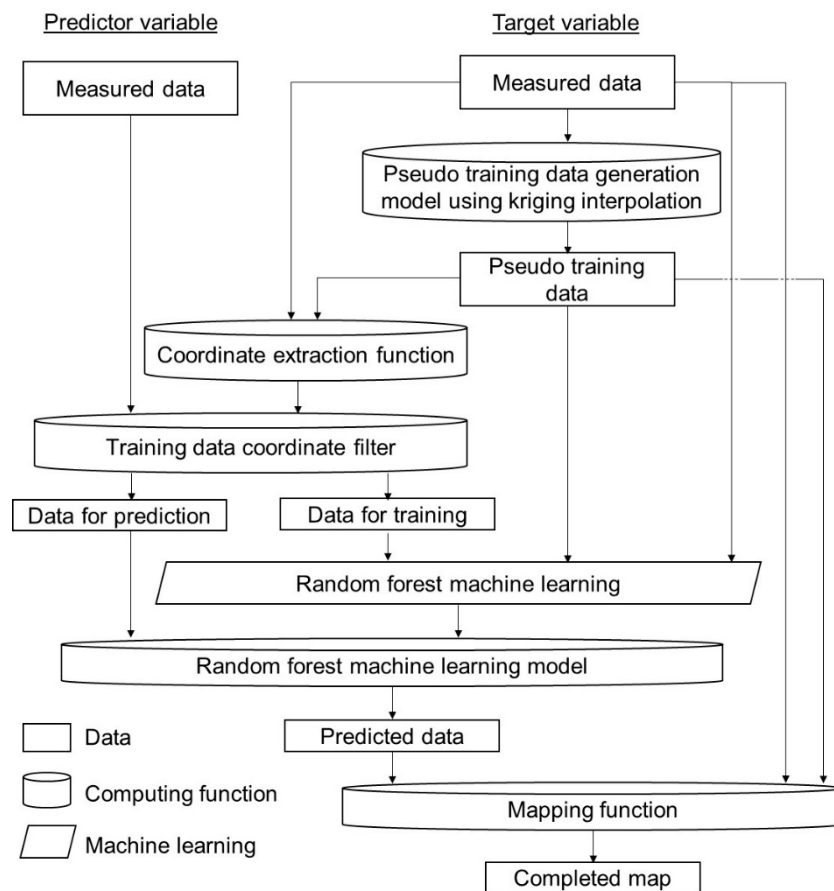 Predictor variable
Target variable
Measured data
Measured data
Pseudo training data generation
model using kriging interpolation
Pseudo training
data
Coordinate extraction function
Training data coordinate filter
Data for prediction
Data for training
Random forest machine learning
Random forest machine learning model
Predicted data
Data
Computing function
Mapping function
Machine learning
Completed map